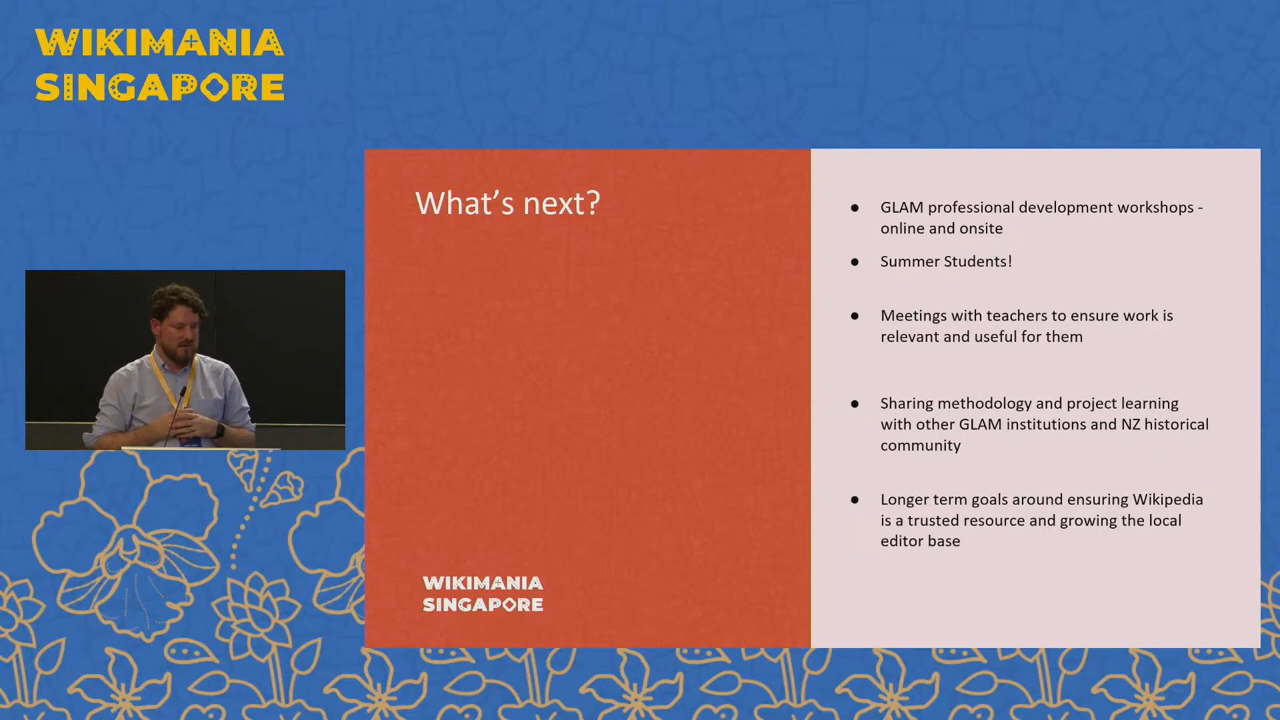 WIKIMANIA
SINGAPORE
What's next?
● GLAM professional development workshops -
online and onsite
● Summer Students!
● Meetings with teachers to ensure work is
relevant and useful for them
● Sharing methodology and project learning
with other GLAM institutions and NZ historical
community
● Longer term goals around ensuring Wikipedia
is a trusted resource and growing the local
editor base
WIKIMANIA
SINGAPORE